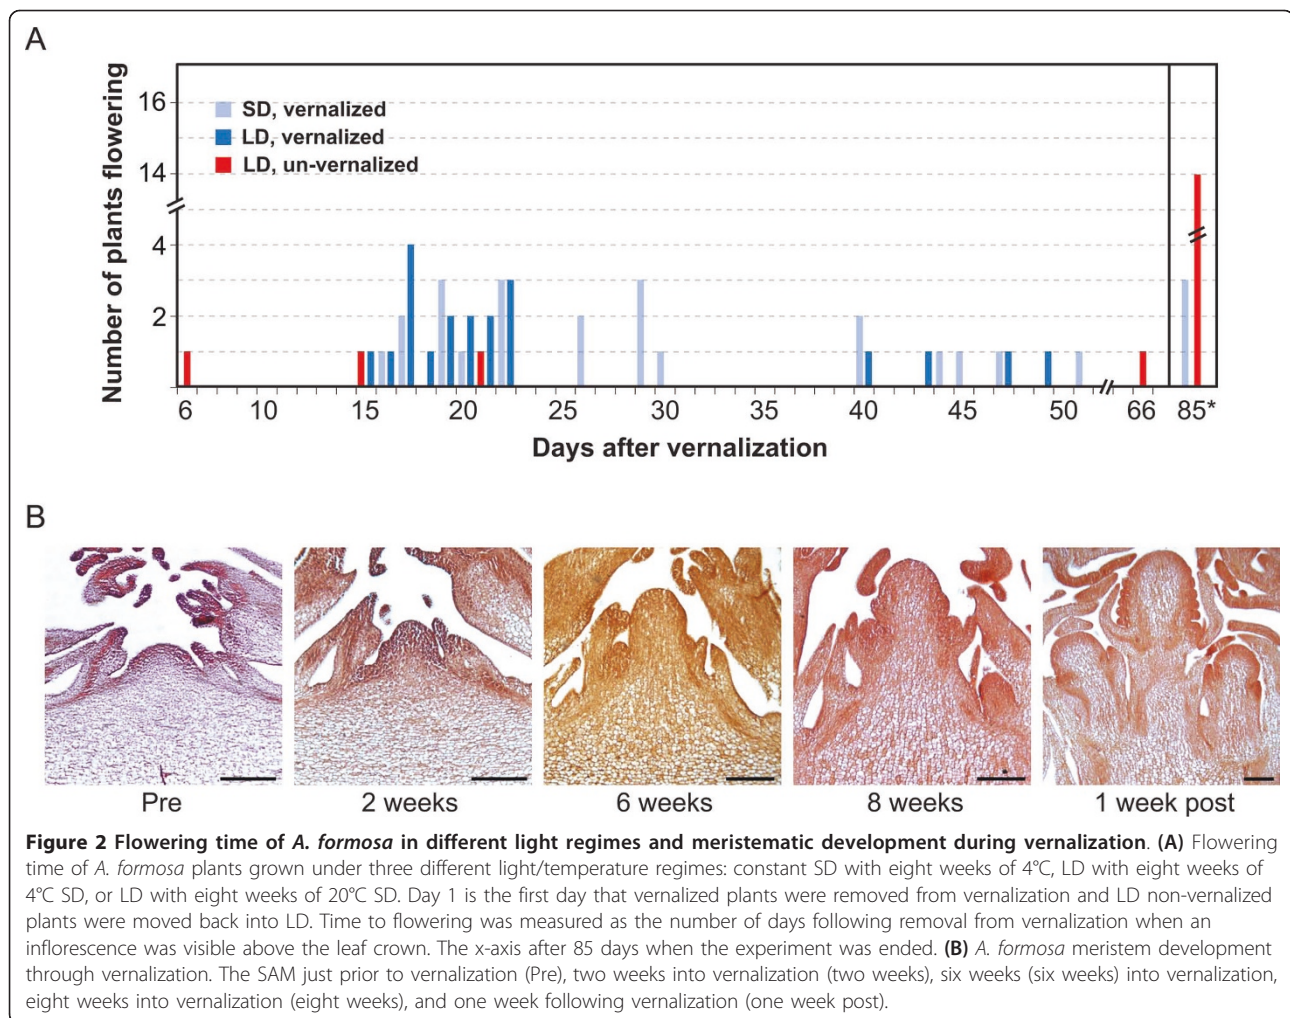 A
Number of plants flowering
16
14
4
2
SD, vernalized
LD, vernalized
LD, un-vernalized
6 10 15 20 26 30 35 40 45 50 66 85*
Days after vernalization
B
Pre 2 weeks 6 weeks 8 weeks 1 week post
Figure 2 Flowering time of A. formosa in different light regimes and meristematic development during vernalization. (A) Flowering
time of A. formosa plants grown under three different light/temperature regimes: constant SD with eight weeks of 4°C, LD with eight weeks of
4°C SD, or LD with eight weeks of 20°C SD. Day 1 is the first day that vernalized plants were removed from vernalization and LD non-vernalized
plants were moved back into LD. Time to flowering was measured as the number of days following removal from vernalization when an
inflorescence was visible above the leaf crown. The x-axis after 85 days when the experiment was ended. (B) A. formosa meristem development
through vernalization. The SAM just prior to vernalization (Pre), two weeks into vernalization (two weeks), six weeks (six weeks) into vernalization,
eight weeks into vernalization (eight weeks), and one week following vernalization (one week post).